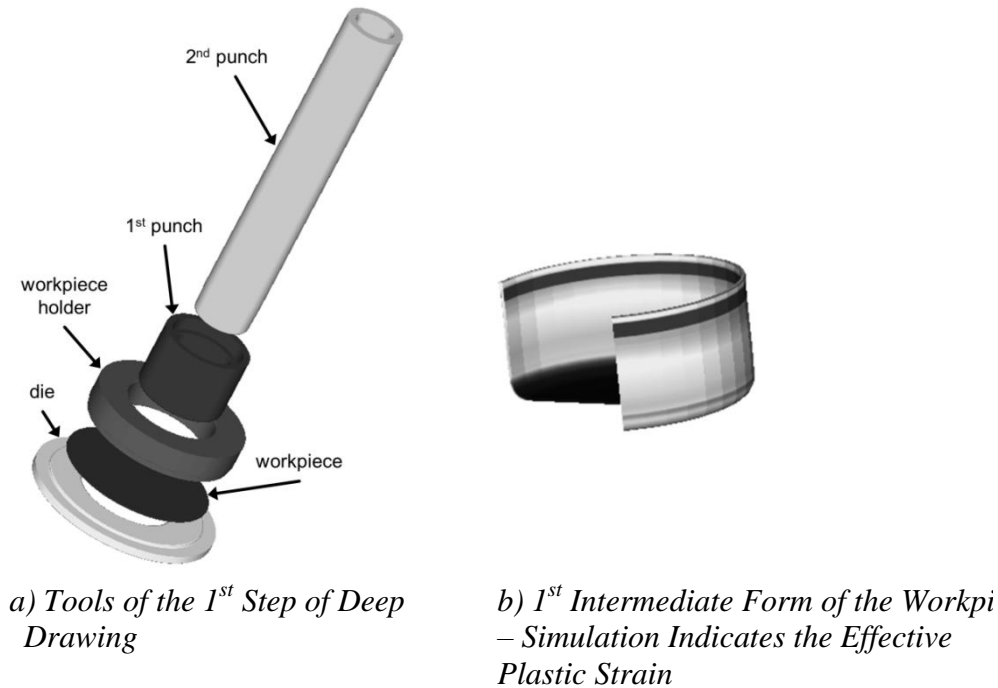 2nd punch
1st punch
workpiece
holder
die
workpiece
a) Tools of the 1st Step of Deep
Drawing
b) 1st Intermediate Form of the Workpi
– Simulation Indicates the Effective
Plastic Strain